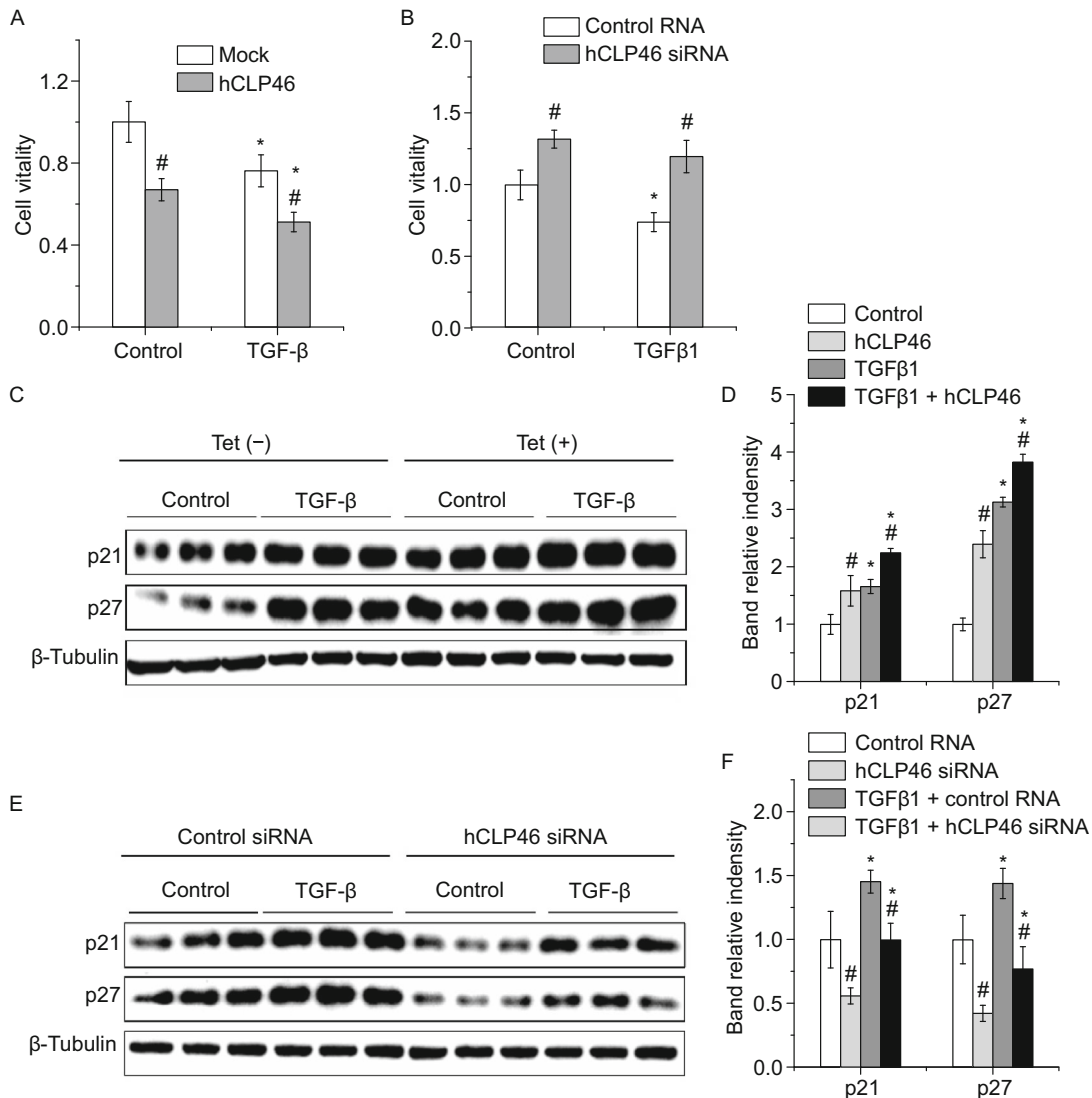 A
Mock
hCLP46
Cell vitality
1.2
0.8
0.4
0.0
#
*
*
#
Control
TGF-β
B
Control RNA
hCLP46 siRNA
Cell vitality
2.0
1.5
1.0
0.5
0.0
#
*
#
Control
TGFβ1
C
Tet (−)
Tet (+)
Control
TGF-β
Control
TGF-β
p21
p27
β-Tubulin
Control
hCLP46
TGFβ1
TGFβ1 + hCLP46
D
Band relative indensity
5
4
3
2
1
0
#
*
*
#
#
*
*
#
p21
p27
E
Control siRNA
hCLP46 siRNA
Control
TGF-β
Control
TGF-β
p21
p27
β-Tubulin
Control RNA
hCLP46 siRNA
TGFβ1 + control RNA
TGFβ1 + hCLP46 siRNA
F
Band relative indensity
2.0
1.5
1.0
0.5
0.0
#
*
*
#
#
*
*
#
p21
p27